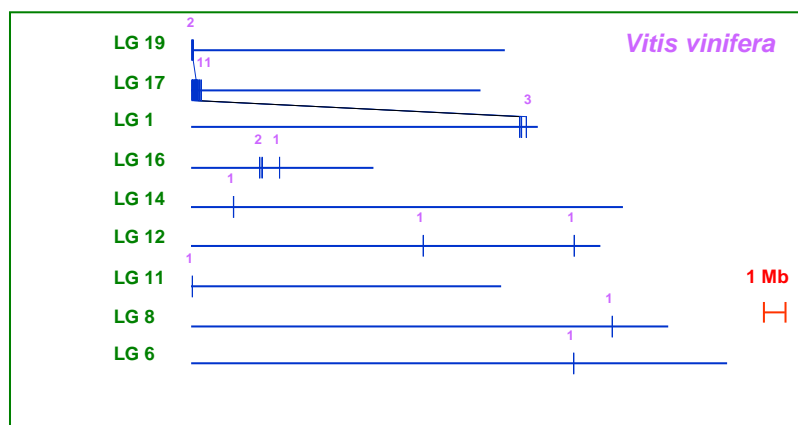 2
LG 19
Vitis vinifera
11
LG 17
3
LG 1
2 1
LG 16
1
LG 14
1 1
LG 12
1
LG 11
1 Mb
1
LG 8
1
LG 6